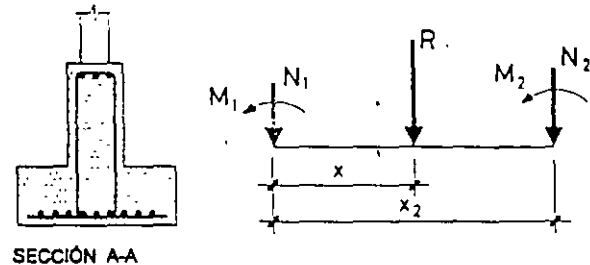 R
N₁
N₂
M₁
M₂
x
x₂
SECCIÓN A-A